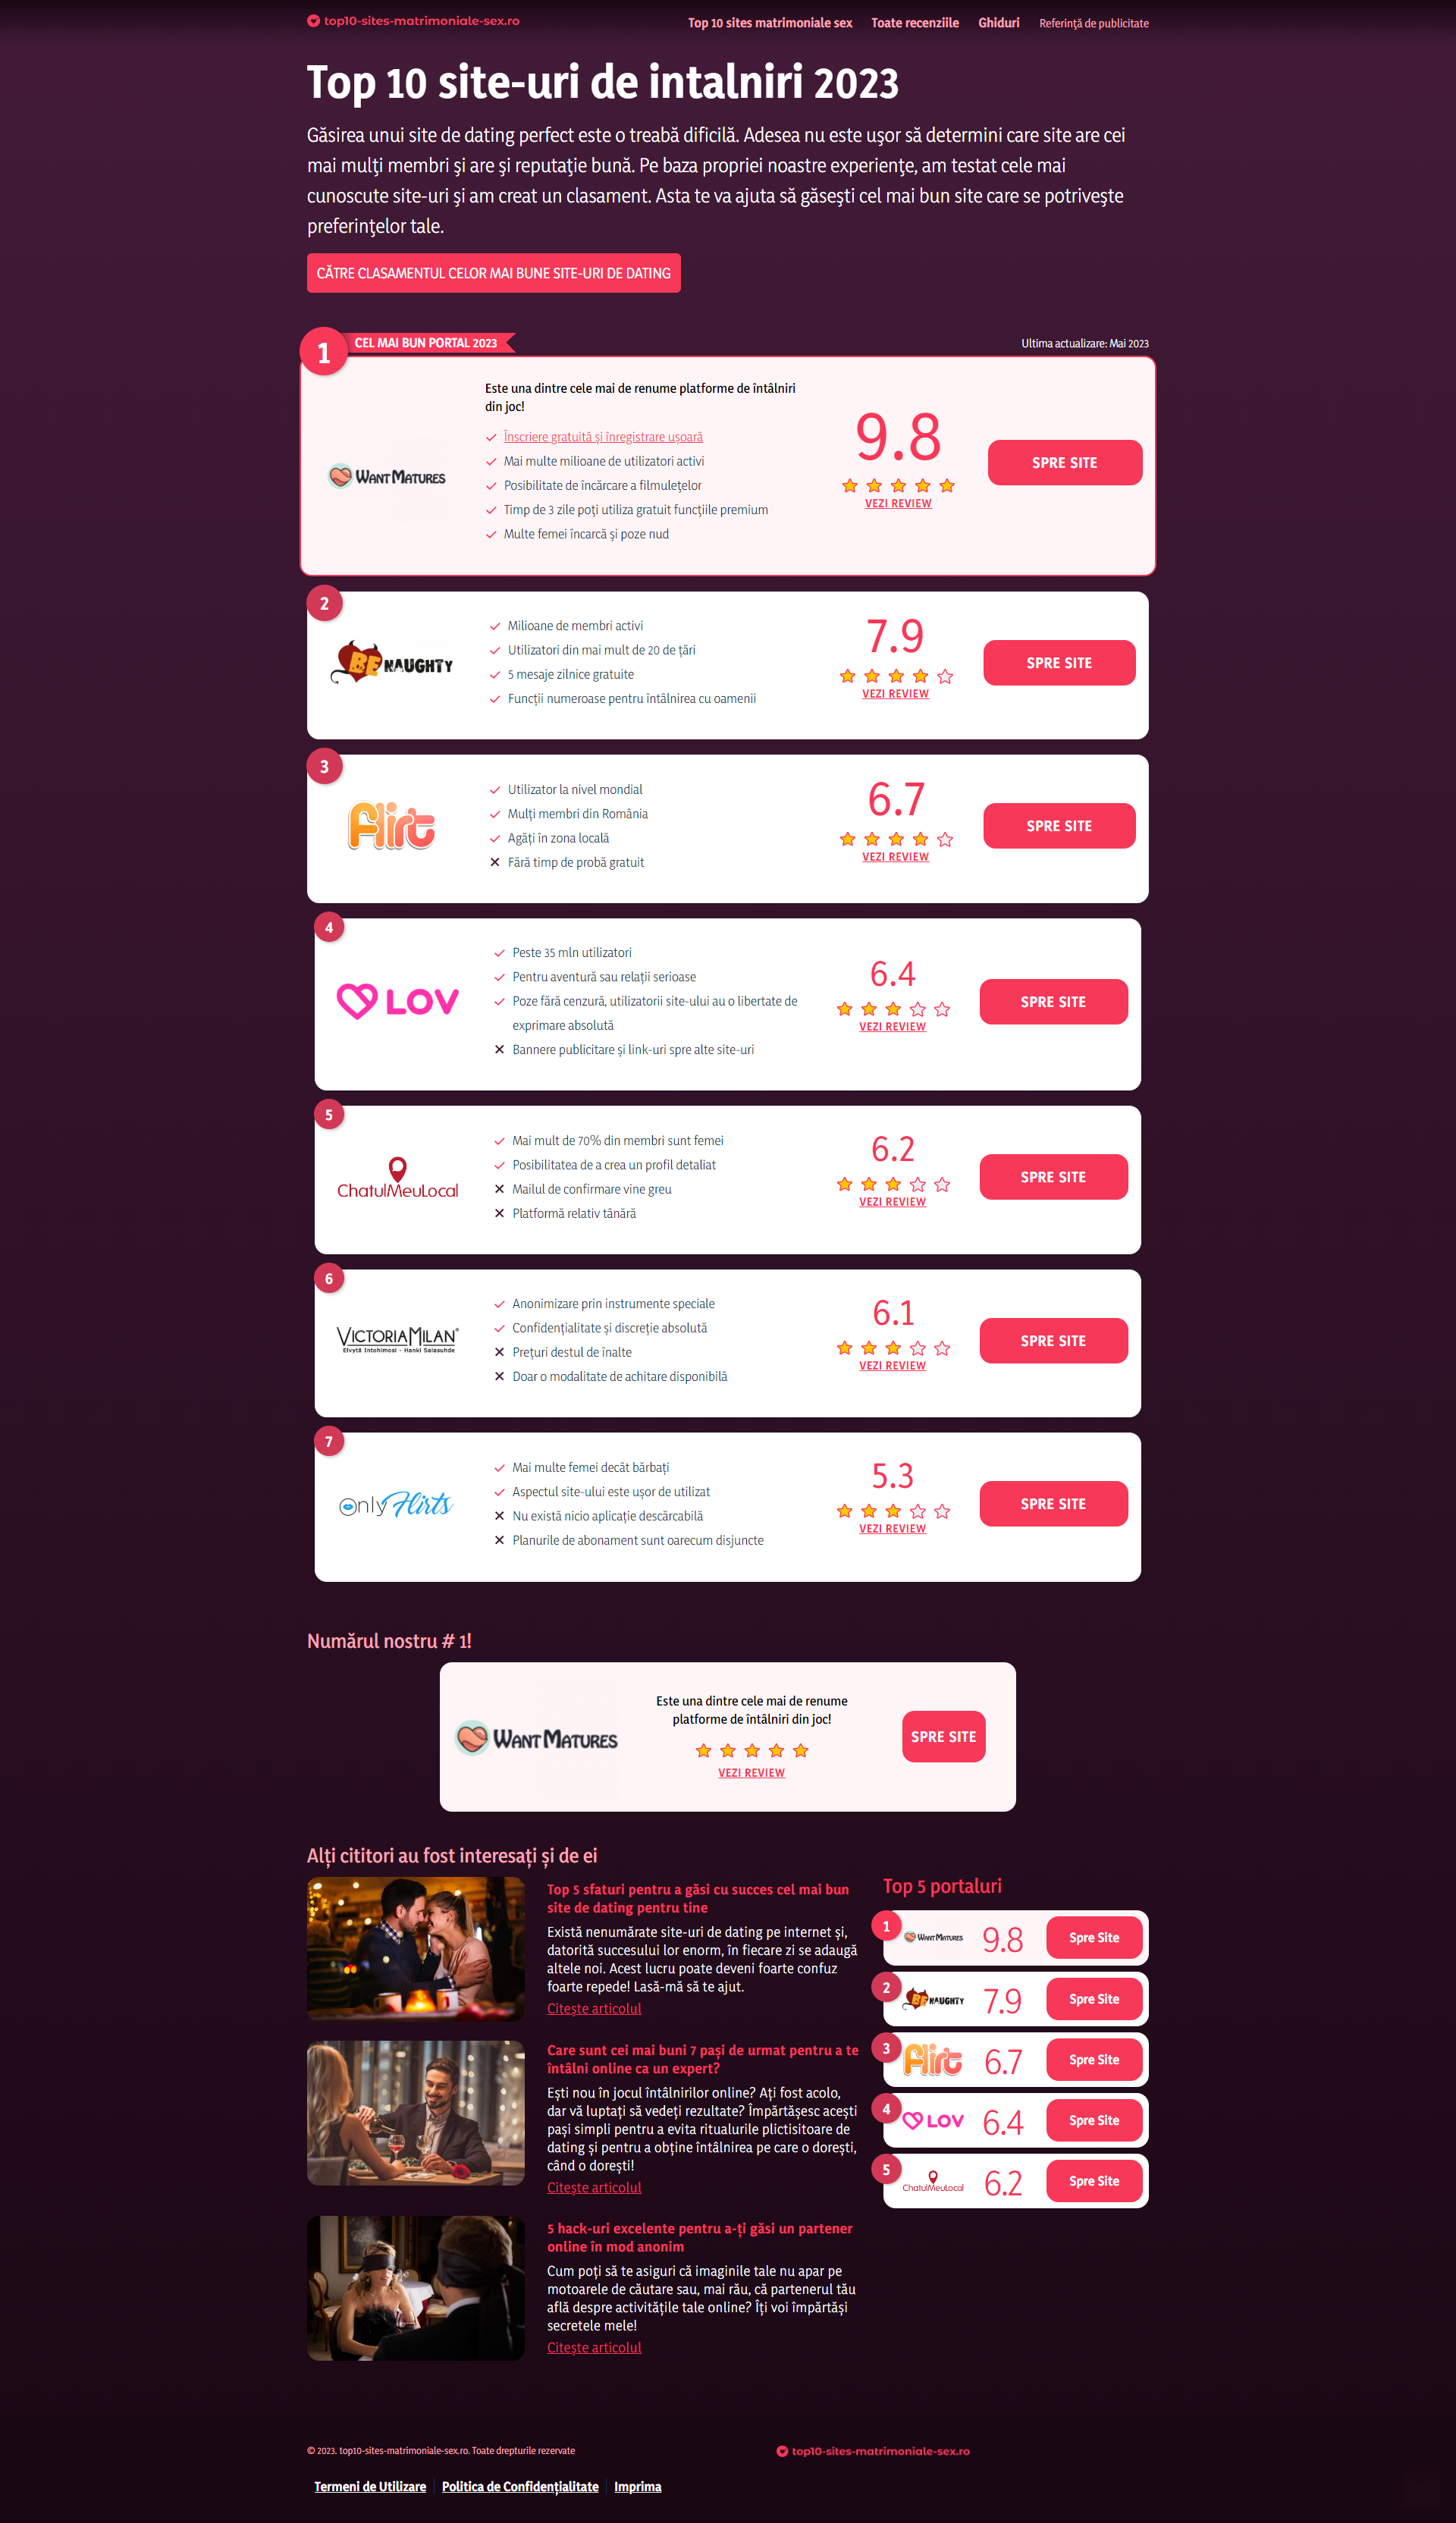 top10-sites-matrimoniale-sex.ro
Top 10 sites matrimoniale sex
Toate recenziile
Ghiduri
Referință de publicitate
Top 10 site-uri de intalniri 2023
Găsirea unui site de dating perfect este o treabă dificilă. Adesea nu este ușor să determini care site are cei
mai mulți membri și are și reputație bună. Pe baza propriei noastre experiențe, am testat cele mai
cunoscute site-uri și am creat un clasament. Asta te va ajuta să găsești cel mai bun site care se potrivește
preferințelor tale.
CĂTRE CLASAMENTUL CELOR MAI BUNE SITE-URI DE DATING
1
CEL MAI BUN PORTAL 2023
Ultima actualizare: Mai 2023
WANT MATURES
Este una dintre cele mai de renume platforme de întâlniri
din joc!
Înscriere gratuită și înregistrare ușoară
Mai multe milioane de utilizatori activi
Posibilitate de încărcare a filmulețelor
Timp de 3 zile poți utiliza gratuit funcțiile premium
Multe femei încarcă și poze nud
9.8
VEZI REVIEW
SPRE SITE
2
BE NAUGHTY
Milioane de membri activi
Utilizatori din mai mult de 20 de țări
5 mesaje zilnice gratuite
Funcții numeroase pentru întâlnirea cu oamenii
7.9
VEZI REVIEW
SPRE SITE
3
Flirt
Utilizator la nivel mondial
Mulți membri din România
Agăți în zona locală
Fără timp de probă gratuit
6.7
VEZI REVIEW
SPRE SITE
4
LOV
Peste 35 mln utilizatori
Pentru aventură sau relații serioase
Poze fără cenzură, utilizatorii site-ului au o libertate de
exprimare absolută
Bannere publicitare și link-uri spre alte site-uri
6.4
VEZI REVIEW
SPRE SITE
5
ChatulMeuLocal
Mai mult de 70% din membri sunt femei
Posibilitatea de a crea un profil detaliat
Mailul de confirmare vine greu
Platformă relativ tânără
6.2
VEZI REVIEW
SPRE SITE
6
VICTORIAMILAN®
Elvytä Intohimosi - Hanki Salasuhde
Anonimizare prin instrumente speciale
Confidențialitate și discreție absolută
Prețuri destul de înalte
Doar o modalitate de achitare disponibilă
6.1
VEZI REVIEW
SPRE SITE
7
only Flirts
Mai multe femei decât bărbați
Aspectul site-ului este ușor de utilizat
Nu există nicio aplicație descărcabilă
Planurile de abonament sunt oarecum disjuncte
5.3
VEZI REVIEW
SPRE SITE
Numărul nostru # 1!
WANT MATURES
Este una dintre cele mai de renume
platforme de întâlniri din joc!
VEZI REVIEW
SPRE SITE
Alți cititori au fost interesați și de ei
Top 5 sfaturi pentru a găsi cu succes cel mai bun
site de dating pentru tine
Există nenumărate site-uri de dating pe internet și,
datorită succesului lor enorm, în fiecare zi se adaugă
altele noi. Acest lucru poate deveni foarte confuz
foarte repede! Lasă-mă să te ajut.
Citește articolul
Care sunt cei mai buni 7 pași de urmat pentru a te
întâlni online ca un expert?
Ești nou în jocul întâlnirilor online? Ați fost acolo,
dar vă luptați să vedeți rezultate? Împărtășesc acești
pași simpli pentru a evita ritualurile plictisitoare de
dating și pentru a obține întâlnirea pe care o dorești,
când o dorești!
Citește articolul
5 hack-uri excelente pentru a-ți găsi un partener
online în mod anonim
Cum poți să te asiguri că imaginile tale nu apar pe
motoarele de căutare sau, mai rău, că partenerul tău
află despre activitățile tale online? Îți voi împărtăși
secretele mele!
Citește articolul
Top 5 portaluri
1
WANT MATURES
9.8
Spre Site
2
BE NAUGHTY
7.9
Spre Site
3
Flirt
6.7
Spre Site
4
LOV
6.4
Spre Site
5
ChatulMeuLocal
6.2
Spre Site
© 2023. top10-sites-matrimoniale-sex.ro. Toate drepturile rezervate
top10-sites-matrimoniale-sex.ro
Termeni de Utilizare
Politica de Confidențialitate
Imprima